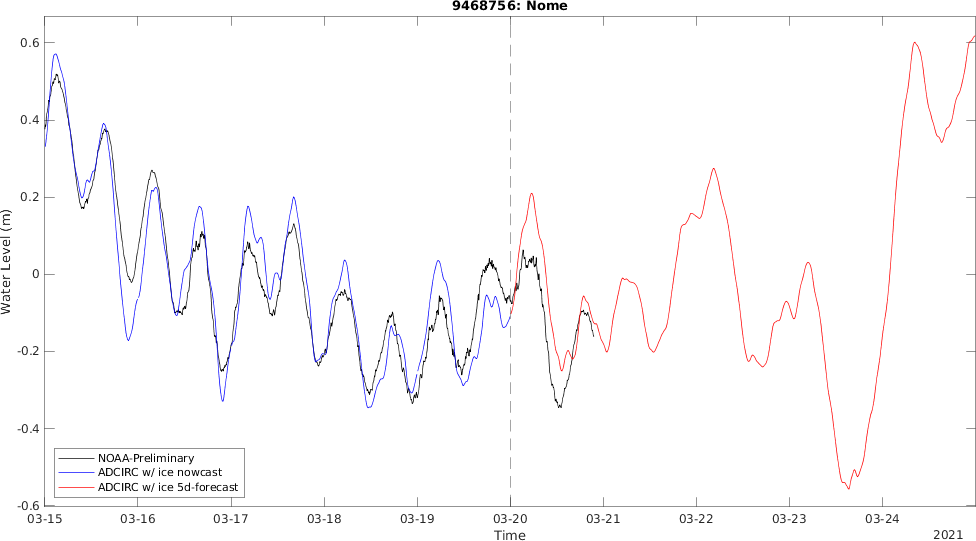 9468756: Nome
0.6
0.4
0.2
0
-0.2
-0.4
-0.6
Water Level (m)
NOAA-Preliminary
ADCIRC w/ ice nowcast
ADCIRC w/ ice 5d-forecast
03-15 03-16 03-17 03-18 03-19 03-20 03-21 03-22 03-23 03-24
Time
2021